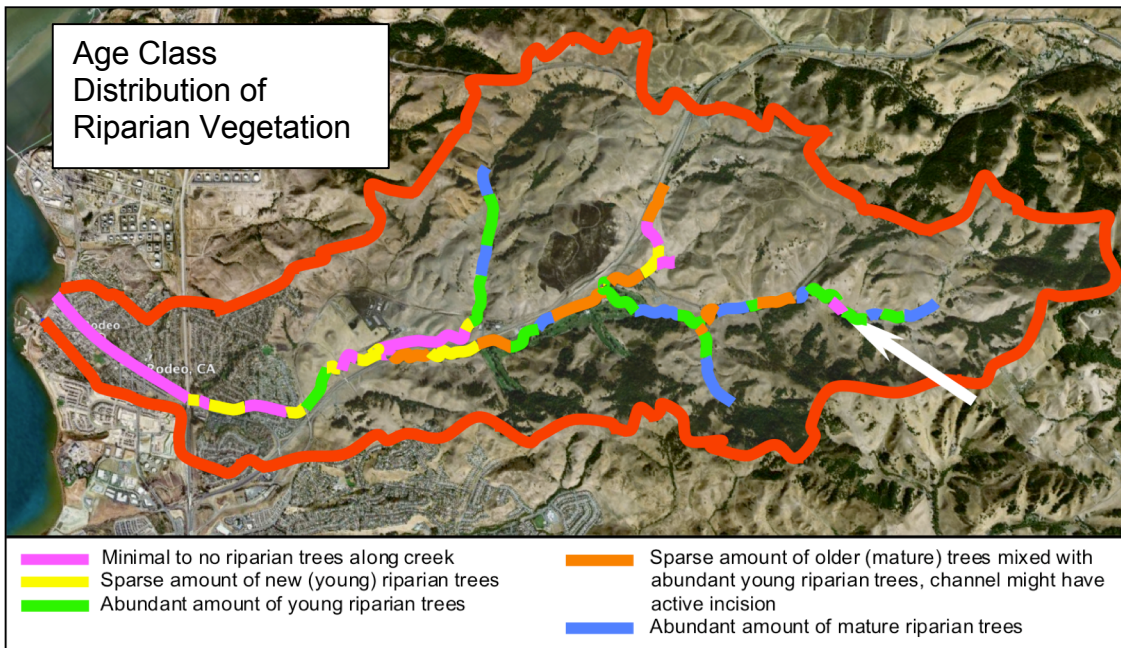 Age Class
Distribution of
Riparian Vegetation
Rodeo
Rodeo, CA
Minimal to no riparian trees along creek
Sparse amount of new (young) riparian trees
Abundant amount of young riparian trees
Sparse amount of older (mature) trees mixed with
abundant young riparian trees, channel might have
active incision
Abundant amount of mature riparian trees